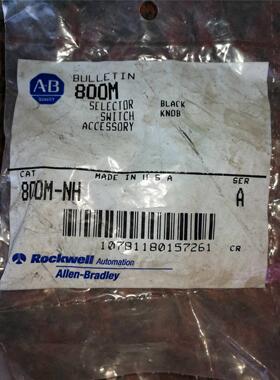 BULLETIN
800M
AB
QUALITY
SELECTOR BLACK
SWITCH KNOB
ACCESSORY
CAT MADE IN U S A SER
800M-NH A
10781180157261 CR
Rockwell Automation
Allen-Bradley